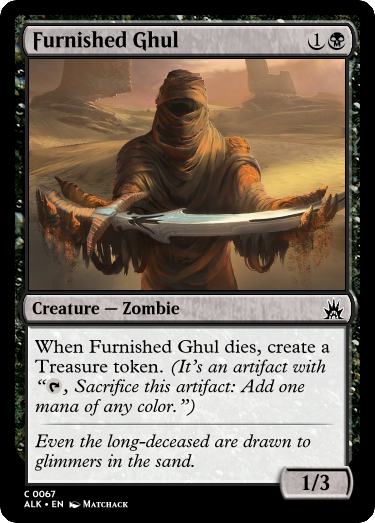 Furnished Ghul 1
Creature — Zombie
When Furnished Ghul dies, create a
Treasure token. (It's an artifact with
“, Sacrifice this artifact: Add one
mana of any color.”)
Even the long-deceased are drawn to
glimmers in the sand.
1/3
C 0067
ALK • EN Matchack